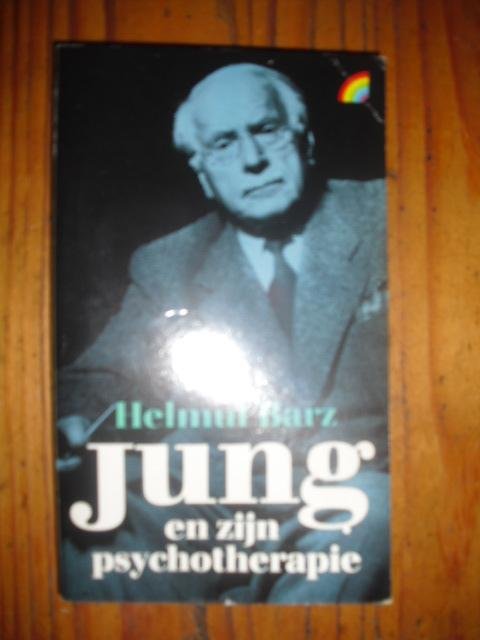 Helmut Barz
Jung
en zijn
psychotherapie